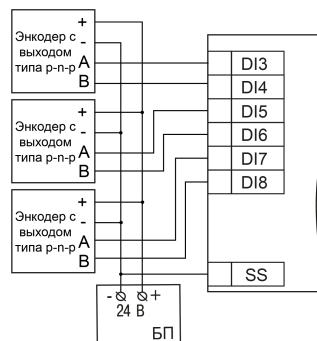 Энкодер с
выходом
типа p-n-p
+
-
A
B
Энкодер с
выходом
типа p-n-p
+
-
A
B
Энкодер с
выходом
типа p-n-p
+
-
A
B
DI3
DI4
DI5
DI6
DI7
DI8
SS
- +
24 В
БП